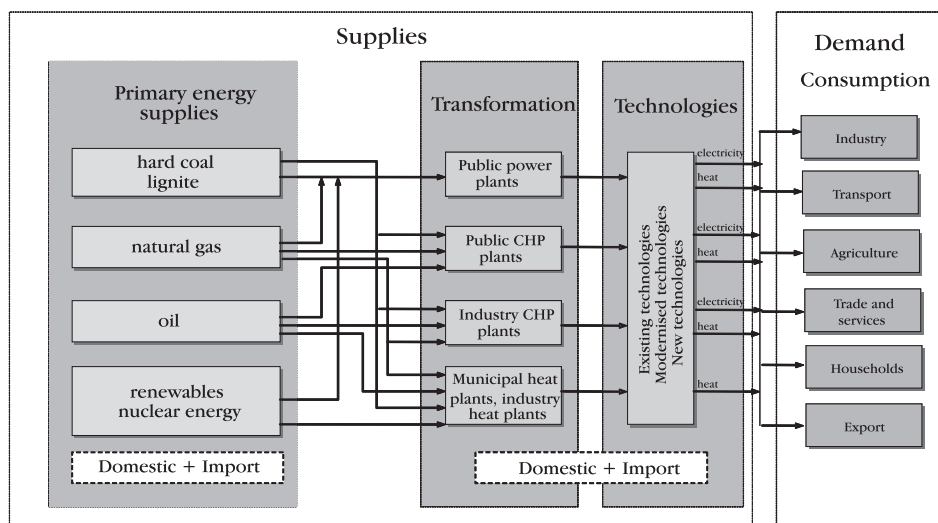 Supplies
Primary energy
supplies
hard coal
lignite
natural gas
oil
renewables
nuclear energy
Domestic + Import
Transformation
Public power
plants
Public CHP
plants
Industry CHP
plants
Municipal heat
plants, industry
heat plants
Technologies
Existing technologies
Modernised technologies
New technologies
Domestic + Import
electricity
heat
electricity
heat
electricity
heat
heat
Demand
Consumption
Industry
Transport
Agriculture
Trade and
services
Households
Export